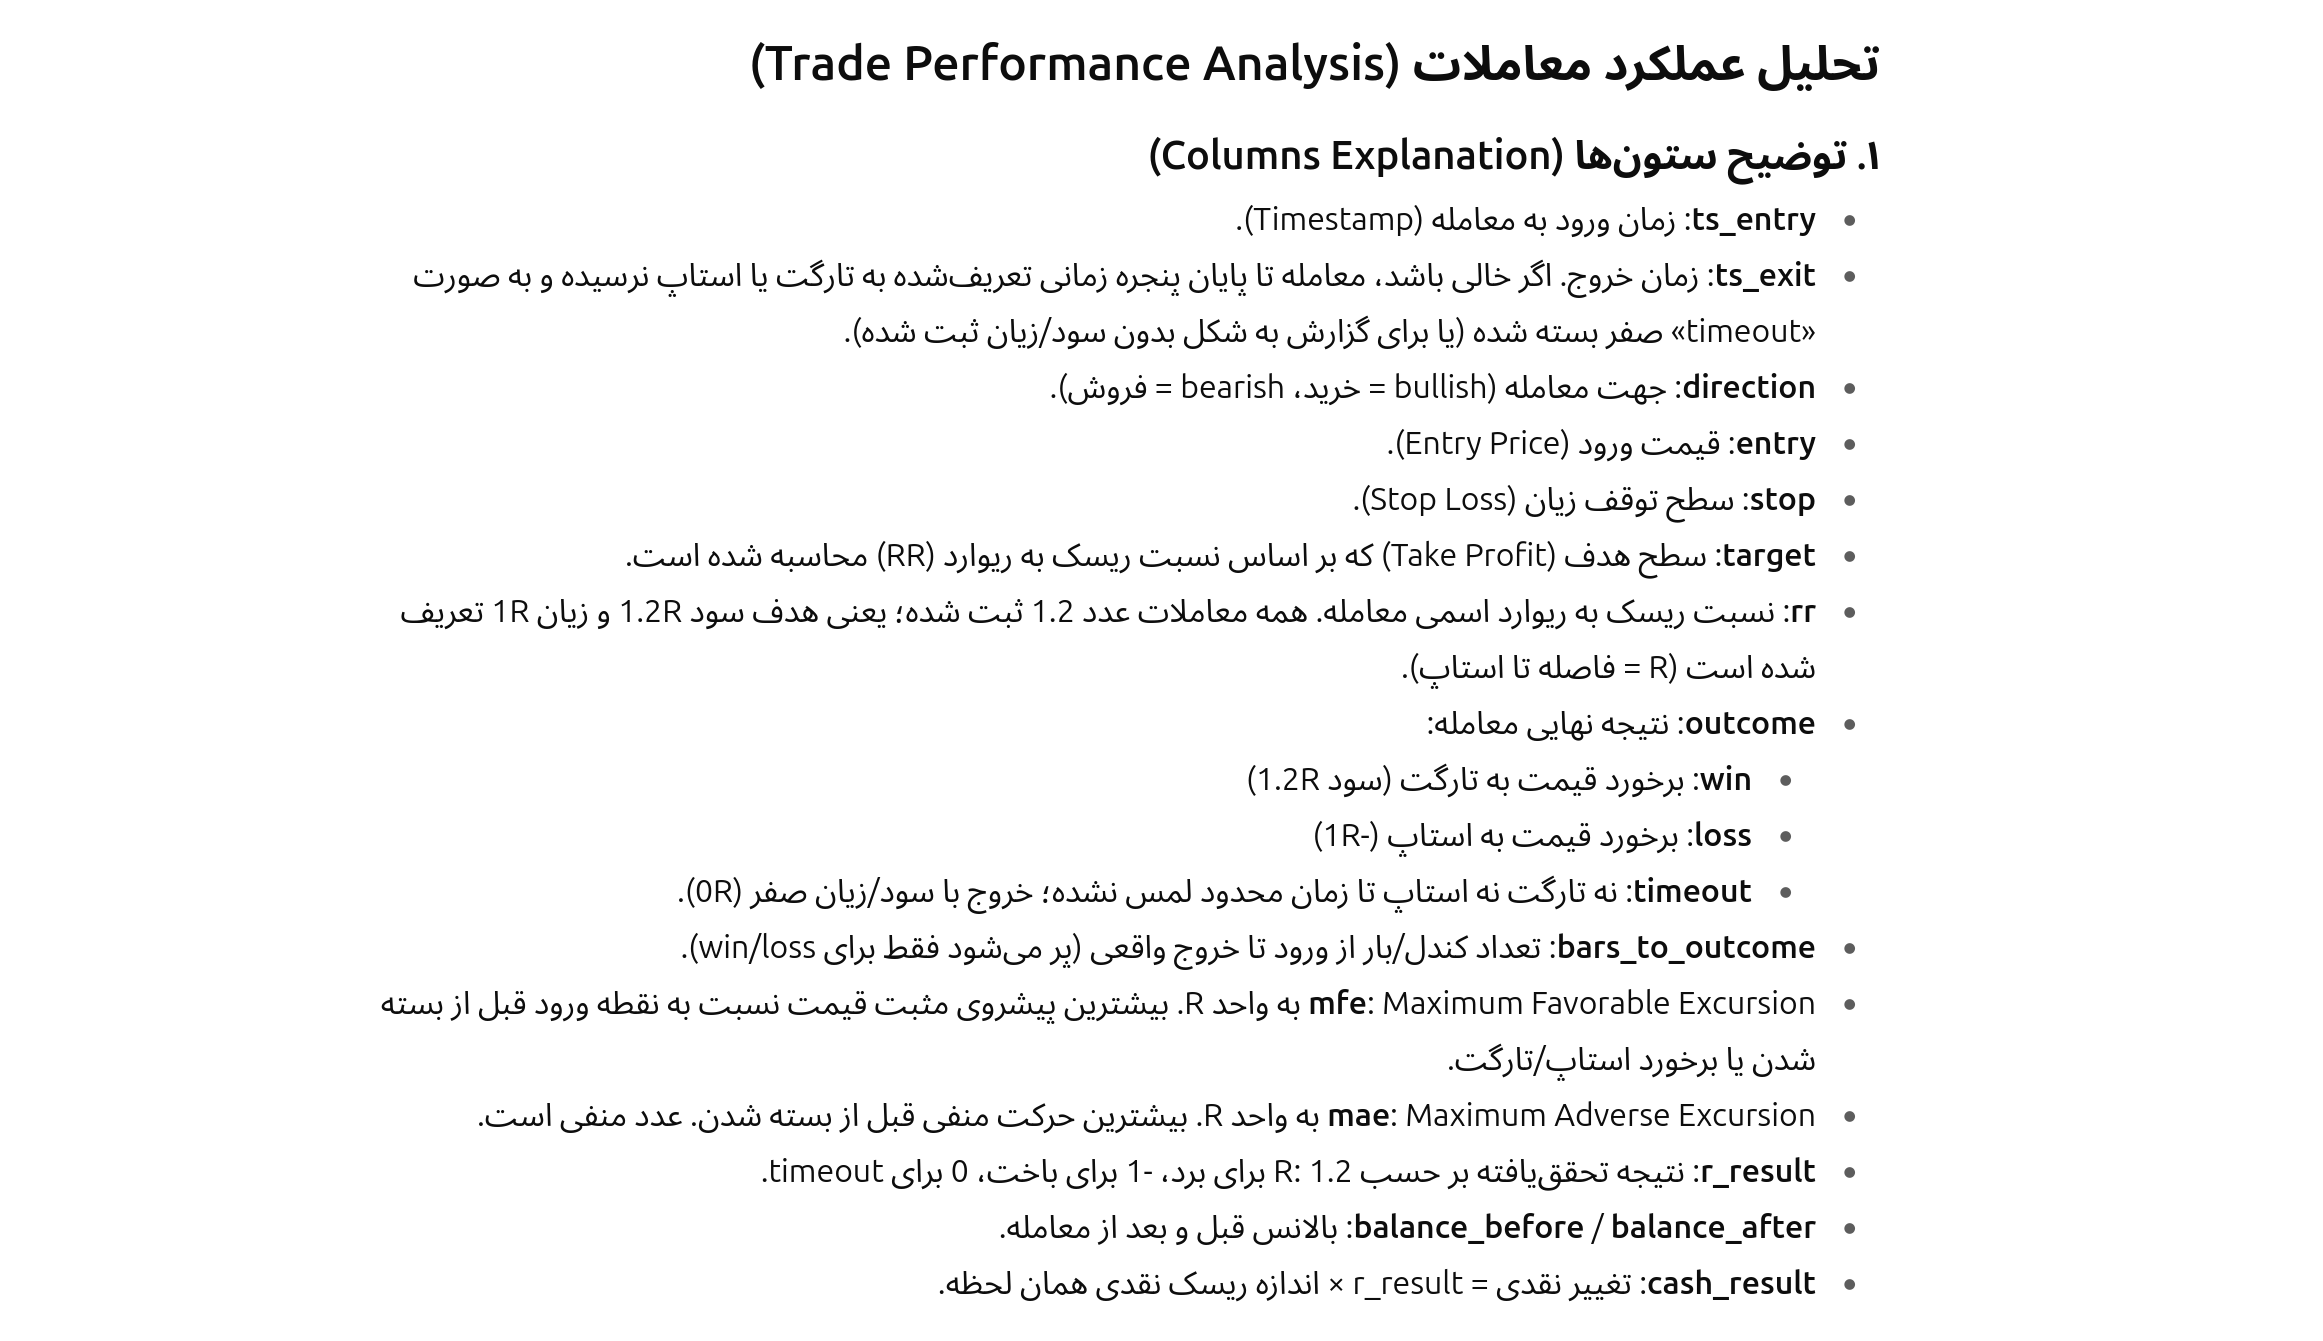 تحلیل عملکرد معاملات (Trade Performance Analysis)
۱. توضیح ستون‌ها (Columns Explanation)
• ts_entry: زمان ورود به معامله (Timestamp).
• ts_exit: زمان خروج. اگر خالی باشد، معامله تا پایان پنجره زمانی تعریف‌شده به تارگت یا استاپ نرسیده و به صورت
«timeout» صفر بسته شده (یا برای گزارش به شکل بدون سود/زیان ثبت شده).
• direction: جهت معامله (bullish = خرید، bearish = فروش).
• entry: قیمت ورود (Entry Price).
• stop: سطح توقف زیان (Stop Loss).
• target: سطح هدف (Take Profit) که بر اساس نسبت ریسک به ریوارد (RR) محاسبه شده است.
• rr: نسبت ریسک به ریوارد اسمی معامله. همه معاملات عدد 1.2 ثبت شده؛ یعنی هدف سود 1.2R و زیان 1R تعریف
شده است (R = فاصله تا استاپ).
• outcome: نتیجه نهایی معامله:
• win: برخورد قیمت به تارگت (سود 1.2R)
• loss: برخورد قیمت به استاپ (-1R)
• timeout: نه تارگت نه استاپ تا زمان محدود لمس نشده؛ خروج با سود/زیان صفر (0R).
• bars_to_outcome: تعداد کندل/بار از ورود تا خروج واقعی (پر می‌شود فقط برای win/loss).
• mfe: Maximum Favorable Excursion به واحد R. بیشترین پیشروی مثبت قیمت نسبت به نقطه ورود قبل از بسته
شدن یا برخورد استاپ/تارگت.
• mae: Maximum Adverse Excursion به واحد R. بیشترین حرکت منفی قبل از بسته شدن. عدد منفی است.
• r_result: نتیجه تحقق‌یافته بر حسب R: 1.2 برای برد، -1 برای باخت، 0 برای timeout.
• balance_before / balance_after: بالانس قبل و بعد از معامله.
• cash_result: تغییر نقدی = r_result × اندازه ریسک نقدی همان لحظه.